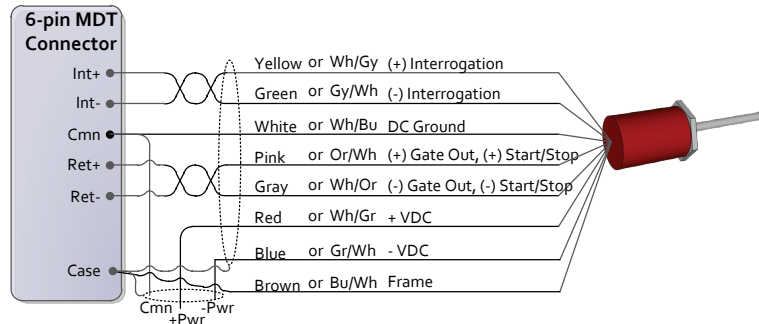 6-pin MDT
Connector
Int+
Int-
Cmn
Ret+
Ret-
Case
Yellow or Wh/Gy (+) Interrogation
Green or Gy/Wh (-) Interrogation
White or Wh/Bu DC Ground
Pink or Or/Wh (+) Gate Out, (+) Start/Stop
Gray or Wh/Or (-) Gate Out, (-) Start/Stop
Red or Wh/Gr + VDC
Blue or Gr/Wh - VDC
Brown or Bu/Wh Frame
Cmn
+Pwr
-Pwr